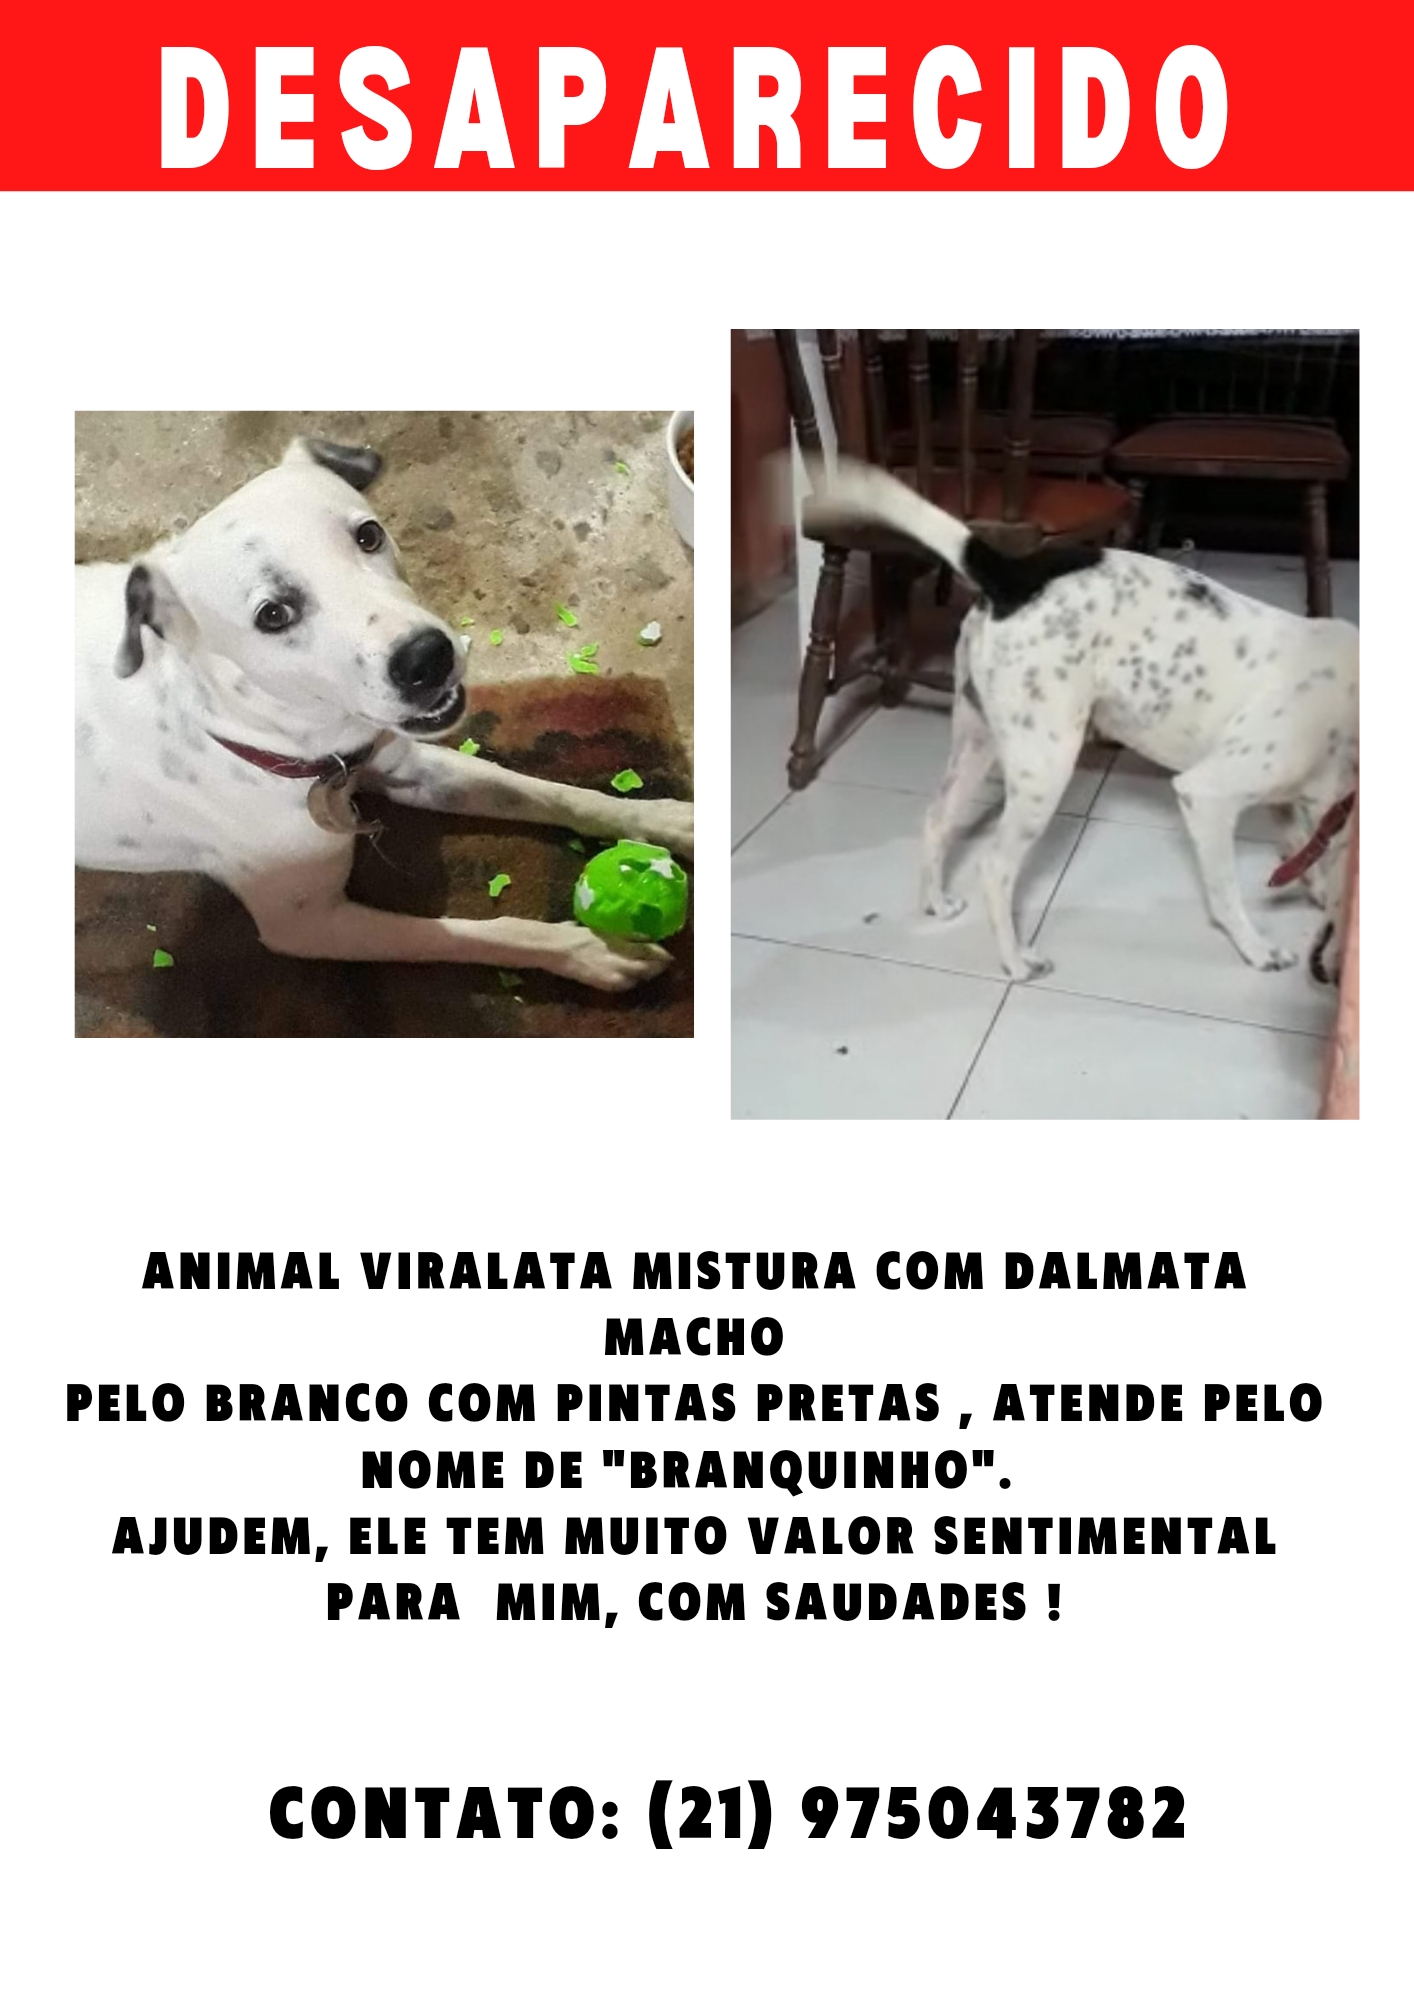 DESAPARECIDO
ANIMAL VIRALATA MISTURA COM DALMATA
MACHO
PELO BRANCO COM PINTAS PRETAS , ATENDE PELO
NOME DE "BRANQUINHO".
AJUDEM, ELE TEM MUITO VALOR SENTIMENTAL
PARA  MIM, COM SAUDADES !
CONTATO: (21) 975043782